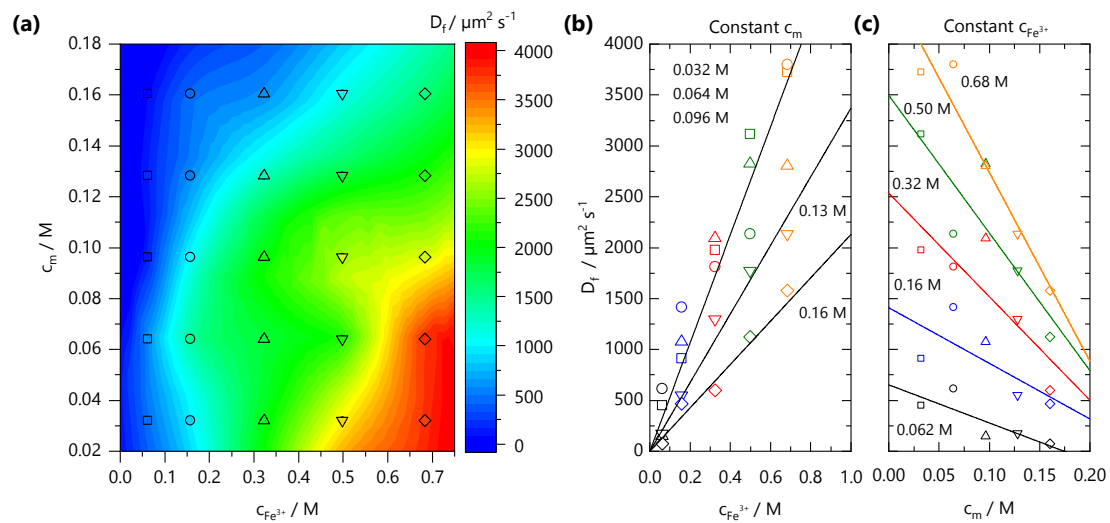 (a)
D_f / μm² s⁻¹
0.18
0.16
0.14
0.12
0.10
0.08
0.06
0.04
0.02
c_m / M
0.0 0.1 0.2 0.3 0.4 0.5 0.6 0.7
c_Fe³⁺ / M
4000
3500
3000
2500
2000
1500
1000
500
0
(b)
Constant c_m
4000
3500
3000
2500
2000
1500
1000
500
0
D_f / μm² s⁻¹
0.032 M
0.064 M
0.096 M
0.13 M
0.16 M
0.0 0.2 0.4 0.6 0.8 1.0
c_Fe³⁺ / M
(c)
Constant c_Fe³⁺
0.68 M
0.50 M
0.32 M
0.16 M
0.062 M
0.00 0.05 0.10 0.15 0.20
c_m / M